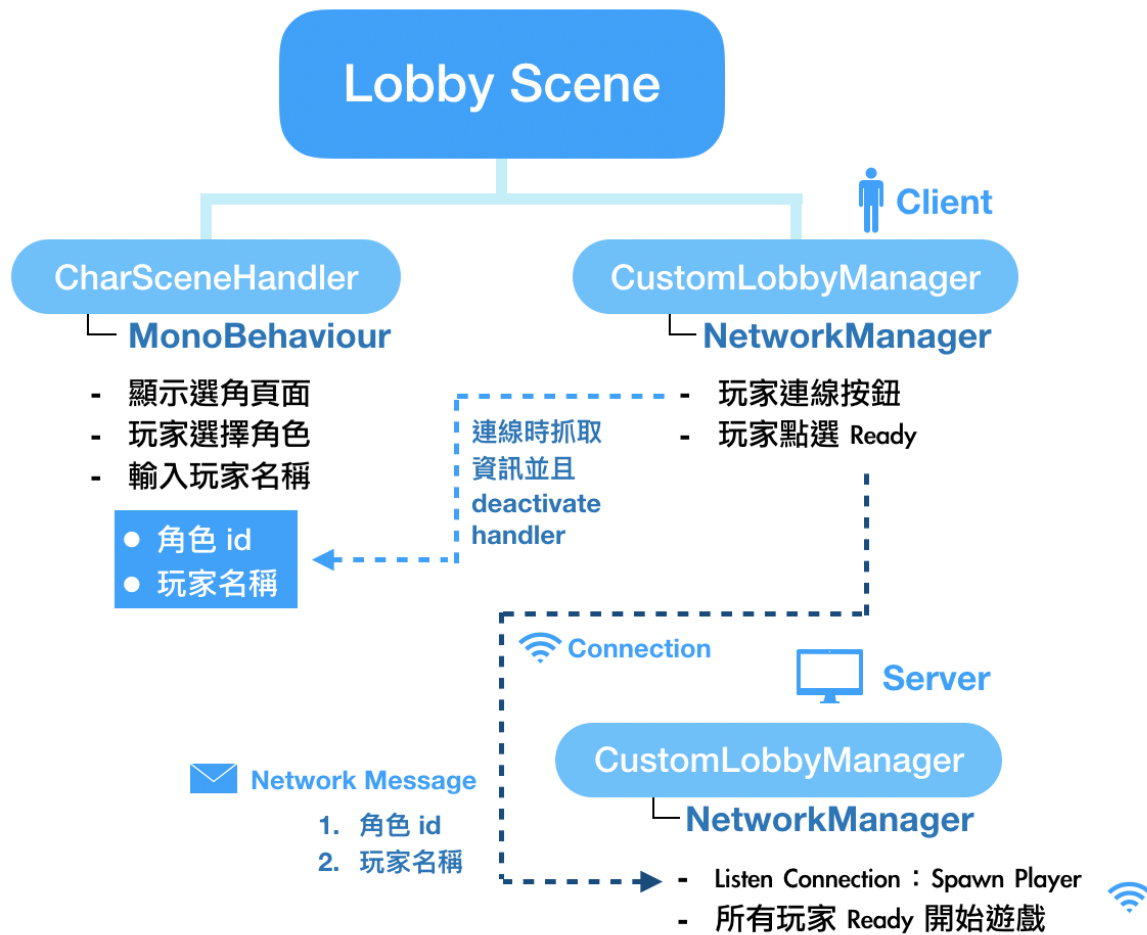 Lobby Scene
Client
CharSceneHandler
MonoBehaviour
- 顯示選角頁面
- 玩家選擇角色
- 輸入玩家名稱
● 角色 id
● 玩家名稱
CustomLobbyManager
NetworkManager
- 玩家連線按鈕
- 玩家點選 Ready
連線時抓取
資訊並且
deactivate
handler
Connection
Server
CustomLobbyManager
NetworkManager
Network Message
1. 角色 id
2. 玩家名稱
- Listen Connection：Spawn Player
- 所有玩家 Ready 開始遊戲